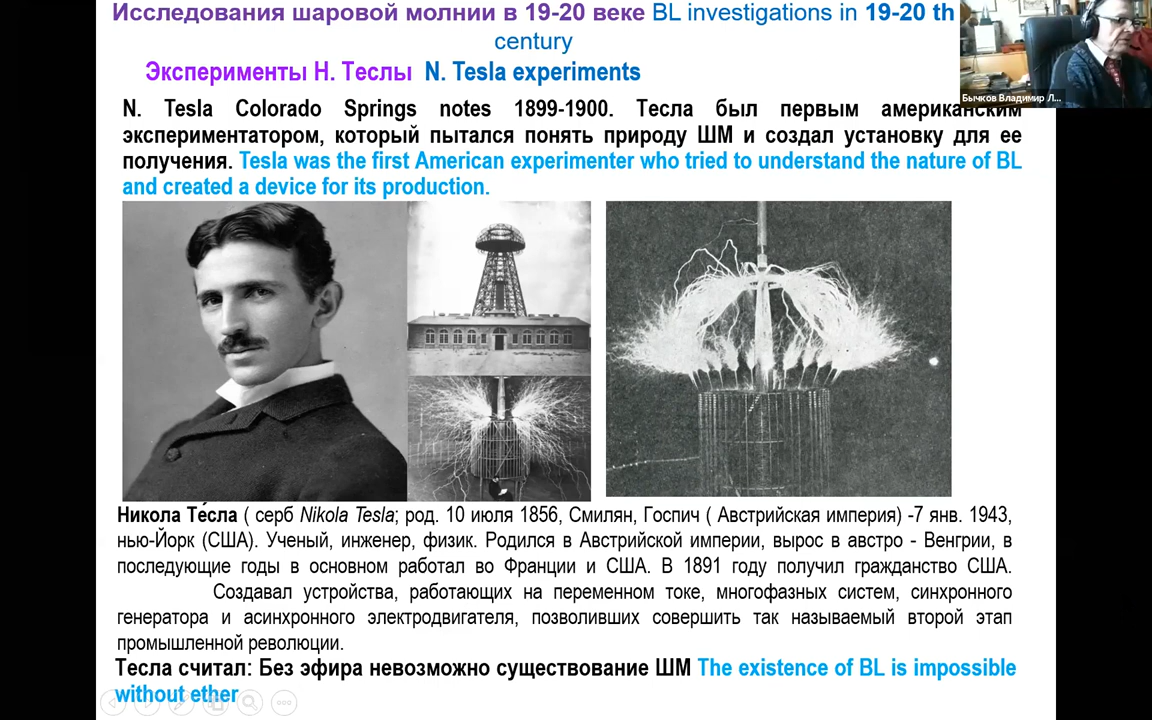 Исследования шаровой молнии в 19-20 веке BL investigations in 19-20 th
century
Эксперименты Н. Теслы N. Tesla experiments
Бычков Владимир Л...
N. Tesla Colorado Springs notes 1899-1900. Тесла был первым американским
экспериментатором, который пытался понять природу ШМ и создал установку для ее
получения. Tesla was the first American experimenter who tried to understand the nature of BL
and created a device for its production.
Никола Те́сла ( серб Nikola Tesla; род. 10 июля 1856, Смилян, Госпич ( Австрийская империя) -7 янв. 1943,
нью-Йорк (США). Ученый, инженер, физик. Родился в Австрийской империи, вырос в австро - Венгрии, в
последующие годы в основном работал во Франции и США. В 1891 году получил гражданство США.
Создавал устройства, работающих на переменном токе, многофазных систем, синхронного
генератора и асинхронного электродвигателя, позволивших совершить так называемый второй этап
промышленной революции.
Тесла считал: Без эфира невозможно существование ШМ The existence of BL is impossible
without ether